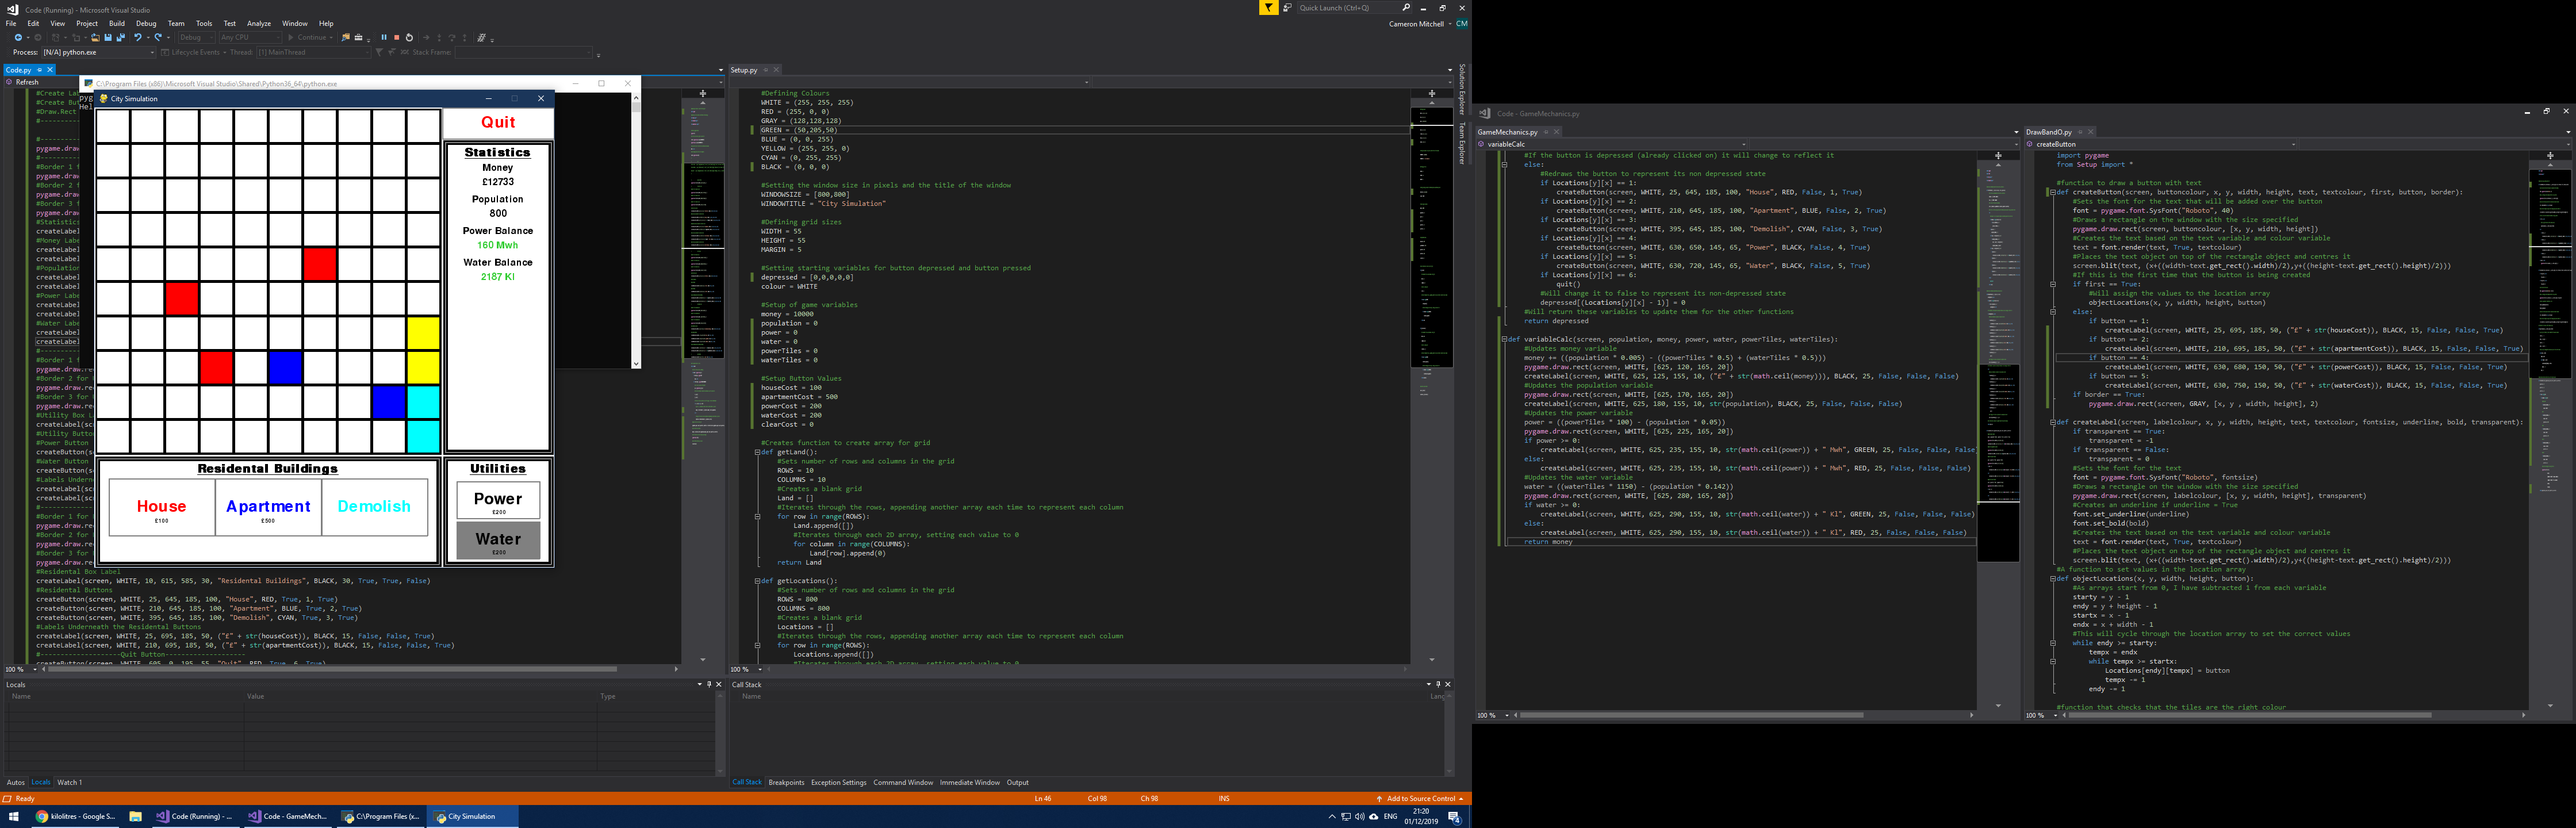 Code (Running) - Microsoft Visual Studio
Quick Launch (Ctrl+Q)
File Edit View Project Build Debug Team Tools Test Analyze Window Help
Cameron Mitchell CM
Debug Any CPU Continue
Process: [N/A] python.exe Lifecycle Events Thread: [1] MainThread Stack Frame:
Code.py
Refresh
C:\Program Files (x86)\Microsoft Visual Studio\Shared\Python36_64\python.exe
City Simulation
Quit
Statistics
Money
£12733
Population
800
Power Balance
160 Mwh
Water Balance
2187 Kl
Residental Buildings
House
£100
Apartment
£500
Demolish
Utilities
Power
£200
Water
£200
#Residental Box Label
createLabel(screen, WHITE, 10, 615, 585, 30, "Residental Buildings", BLACK, 30, True, True, False)
#Residental Buttons
createButton(screen, WHITE, 25, 645, 185, 100, "House", RED, True, 1, True)
createButton(screen, WHITE, 210, 645, 185, 100, "Apartment", BLUE, True, 2, True)
createButton(screen, WHITE, 395, 645, 185, 100, "Demolish", CYAN, True, 3, True)
#Labels Underneath the Residental Buttons
createLabel(screen, WHITE, 25, 695, 185, 50, ("£" + str(houseCost)), BLACK, 15, False, False, True)
createLabel(screen, WHITE, 210, 695, 185, 50, ("£" + str(apartmentCost)), BLACK, 15, False, False, True)
#--------------------Quit Button--------------------
Setup.py
#Defining Colours
WHITE = (255, 255, 255)
RED = (255, 0, 0)
GRAY = (128,128,128)
GREEN = (50,205,50)
BLUE = (0, 0, 255)
YELLOW = (255, 255, 0)
CYAN = (0, 255, 255)
BLACK = (0, 0, 0)
#Setting the window size in pixels and the title of the window
WINDOWSIZE = [800,800]
WINDOWTITLE = "City Simulation"
#Defining grid sizes
WIDTH = 55
HEIGHT = 55
MARGIN = 5
#Setting starting variables for button depressed and button pressed
depressed = [0,0,0,0,0]
colour = WHITE
#Setup of game variables
money = 10000
population = 0
power = 0
water = 0
powerTiles = 0
waterTiles = 0
#Setup Button Values
houseCost = 100
apartmentCost = 500
powerCost = 200
waterCost = 200
clearCost = 0
#Creates function to create array for grid
def getLand():
#Sets number of rows and columns in the grid
ROWS = 10
COLUMNS = 10
#Creates a blank grid
Land = []
#Iterates through the rows, appending another array each time to represent each column
for row in range(ROWS):
Land.append([])
#Iterates through each 2D array, setting each value to 0
for column in range(COLUMNS):
Land[row].append(0)
return Land
def getLocations():
#Sets number of rows and columns in the grid
ROWS = 800
COLUMNS = 800
#Creates a blank grid
Locations = []
#Iterates through the rows, appending another array each time to represent each column
for row in range(ROWS):
Locations.append([])
#Iterates through each 2D array, setting each value to 0
Solution Explorer
Team Explorer
100 %
100 %
Locals
Name Value Type
Autos Locals Watch 1
Call Stack
Name Lang
Call Stack Breakpoints Exception Settings Command Window Immediate Window Output
Ready Ln 46 Col 98 Ch 98 INS Add to Source Control
kilolitres - Google S... Code (Running) - ... Code - GameMech... C:\Program Files (x... City Simulation
ENG 21:20 01/12/2019 4
Code - GameMechanics.py
GameMechanics.py
variableCalc
#If the button is depressed (already clicked on) it will change to reflect it
else:
#Redraws the button to represent its non depressed state
if Locations[y][x] == 1:
createButton(screen, WHITE, 25, 645, 185, 100, "House", RED, False, 1, True)
if Locations[y][x] == 2:
createButton(screen, WHITE, 210, 645, 185, 100, "Apartment", BLUE, False, 2, True)
if Locations[y][x] == 3:
createButton(screen, WHITE, 395, 645, 185, 100, "Demolish", CYAN, False, 3, True)
if Locations[y][x] == 4:
createButton(screen, WHITE, 630, 650, 145, 65, "Power", BLACK, False, 4, True)
if Locations[y][x] == 5:
createButton(screen, WHITE, 630, 720, 145, 65, "Water", BLACK, False, 5, True)
if Locations[y][x] == 6:
quit()
#Will change it to false to represent its non-depressed state
depressed[(Locations[y][x] - 1)] = 0
#Will return these variables to update them for the other functions
return depressed
def variableCalc(screen, population, money, power, water, powerTiles, waterTiles):
#Updates money variable
money += ((population * 0.005) - ((powerTiles * 0.5) + (waterTiles * 0.5)))
pygame.draw.rect(screen, WHITE, [625, 120, 165, 20])
createLabel(screen, WHITE, 625, 125, 155, 10, ("£" + str(math.ceil(money))), BLACK, 25, False, False, False)
#Updates the population variable
pygame.draw.rect(screen, WHITE, [625, 170, 165, 20])
createLabel(screen, WHITE, 625, 180, 155, 10, str(population), BLACK, 25, False, False, False)
#Updates the power variable
power = ((powerTiles * 100) - (population * 0.05))
pygame.draw.rect(screen, WHITE, [625, 225, 165, 20])
if power >= 0:
createLabel(screen, WHITE, 625, 235, 155, 10, str(math.ceil(power)) + " Mwh", GREEN, 25, False, False, False)
else:
createLabel(screen, WHITE, 625, 235, 155, 10, str(math.ceil(power)) + " Mwh", RED, 25, False, False, False)
#Updates the water variable
water = ((waterTiles * 1150) - (population * 0.142))
pygame.draw.rect(screen, WHITE, [625, 280, 165, 20])
if water >= 0:
createLabel(screen, WHITE, 625, 290, 155, 10, str(math.ceil(water)) + " Kl", GREEN, 25, False, False, False)
else:
createLabel(screen, WHITE, 625, 290, 155, 10, str(math.ceil(water)) + " Kl", RED, 25, False, False, False)
return money
100 %
DrawBandO.py
createButton
import pygame
from Setup import *
#function to draw a button with text
def createButton(screen, buttoncolour, x, y, width, height, text, textcolour, first, button, border):
#Sets the font for the text that will be added over the button
font = pygame.font.SysFont("Roboto", 40)
#Draws a rectangle on the window with the size specified
pygame.draw.rect(screen, buttoncolour, [x, y, width, height])
#Creates the text based on the text variable and colour variable
text = font.render(text, True, textcolour)
#Places the text object on top of the rectangle object and centres it
screen.blit(text, (x+((width-text.get_rect().width)/2),y+((height-text.get_rect().height)/2)))
#If this is the first time that the button is being created
if first == True:
#Will assign the values to the location array
objectLocations(x, y, width, height, button)
else:
if button == 1:
createLabel(screen, WHITE, 25, 695, 185, 50, ("£" + str(houseCost)), BLACK, 15, False, False, True)
if button == 2:
createLabel(screen, WHITE, 210, 695, 185, 50, ("£" + str(apartmentCost)), BLACK, 15, False, False, True)
if button == 4:
createLabel(screen, WHITE, 630, 680, 150, 50, ("£" + str(powerCost)), BLACK, 15, False, False, True)
if button == 5:
createLabel(screen, WHITE, 630, 750, 150, 50, ("£" + str(waterCost)), BLACK, 15, False, False, True)
if border == True:
pygame.draw.rect(screen, GRAY, [x, y , width, height], 2)
def createLabel(screen, labelcolour, x, y, width, height, text, textcolour, fontsize, underline, bold, transparent):
if transparent == True:
transparent = -1
if transparent == False:
transparent = 0
#Sets the font for the text
font = pygame.font.SysFont("Roboto", fontsize)
#Draws a rectangle on the window with the size specified
pygame.draw.rect(screen, labelcolour, [x, y, width, height], transparent)
#Creates an underline if underline = True
font.set_underline(underline)
font.set_bold(bold)
#Creates the text based on the text variable and colour variable
text = font.render(text, True, textcolour)
#Places the text object on top of the rectangle object and centres it
screen.blit(text, (x+((width-text.get_rect().width)/2),y+((height-text.get_rect().height)/2)))
#A function to set values in the location array
def objectLocations(x, y, width, height, button):
#As arrays start from 0, I have subtracted 1 from each variable
starty = y - 1
endy = y + height - 1
startx = x - 1
endx = x + width - 1
#This will cycle through the location array to set the correct values
while endy >= starty:
tempx = endx
while tempx >= startx:
Locations[endy][tempx] = button
tempx -= 1
endy -= 1
#function that checks that the tiles are the right colour
100 %